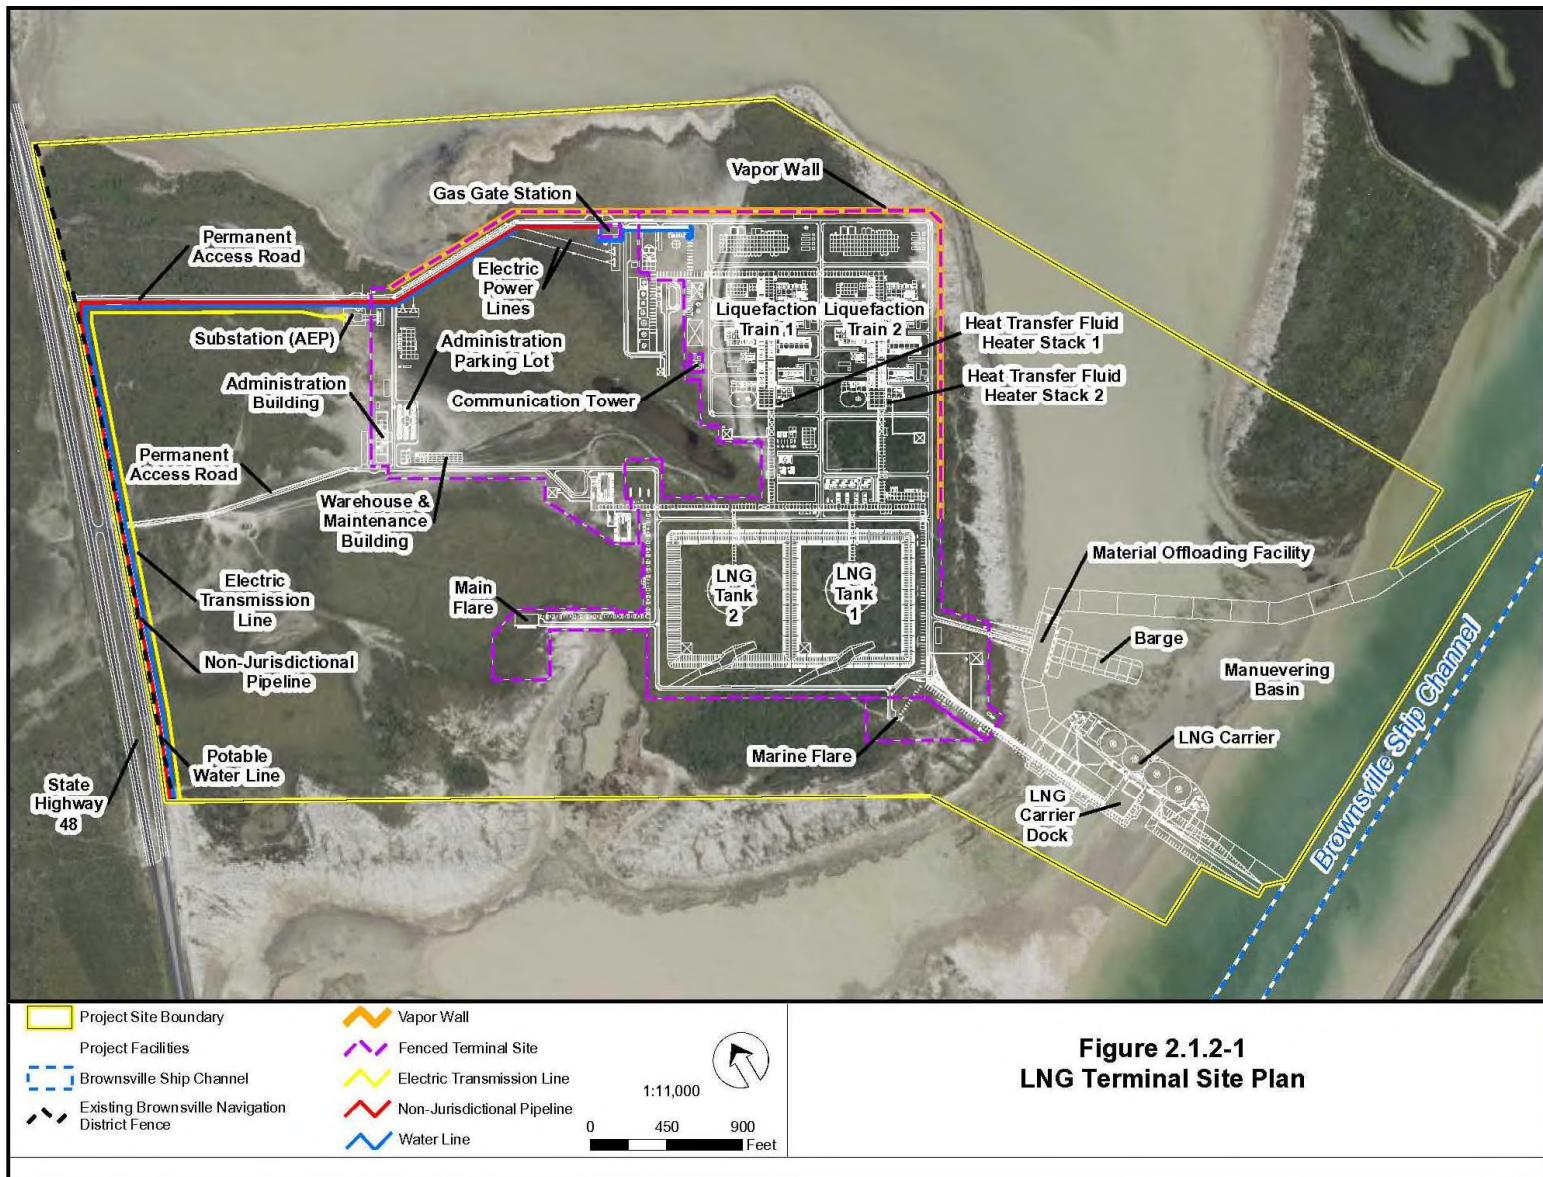 Vapor Wall
Gas Gate Station
Permanent
Access Road
Electric
Power
Lines
Liquefaction
Train 1
Liquefaction
Train 2
Heat Transfer Fluid
Heater Stack 1
Substation (AEP)
Administration
Parking Lot
Administration
Building
Communication Tower
Heat Transfer Fluid
Heater Stack 2
Permanent
Access Road
Warehouse &
Maintenance
Building
Material Offloading Facility
Electric
Transmission
Line
Main
Flare
LNG
Tank
2
LNG
Tank
1
Barge
Non-Jurisdictional
Pipeline
Manuevering
Basin
Brownsville Ship Channel
LNG Carrier
Marine Flare
Potable
Water Line
State
Highway
48
LNG
Carrier
Dock
Project Site Boundary
Project Facilities
Brownsville Ship Channel
Existing Brownsville Navigation
District Fence
Vapor Wall
Fenced Terminal Site
Electric Transmission Line
Non-Jurisdictional Pipeline
Water Line
1:11,000
0 450 900
Feet
Figure 2.1.2-1
LNG Terminal Site Plan